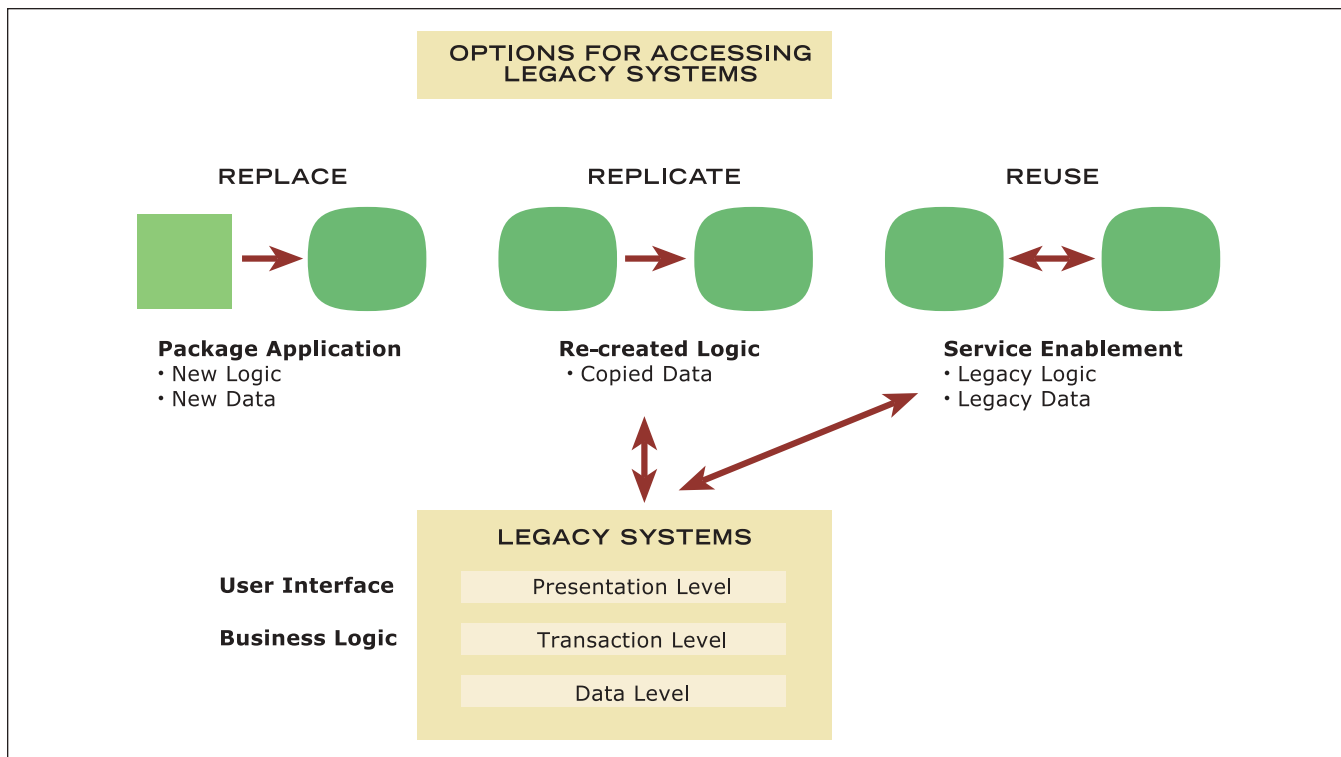 OPTIONS FOR ACCESSING
LEGACY SYSTEMS
REPLACE
REPLICATE
REUSE
Package Application
• New Logic
• New Data
Re-created Logic
• Copied Data
Service Enablement
• Legacy Logic
• Legacy Data
LEGACY SYSTEMS
User Interface
Presentation Level
Business Logic
Transaction Level
Data Level